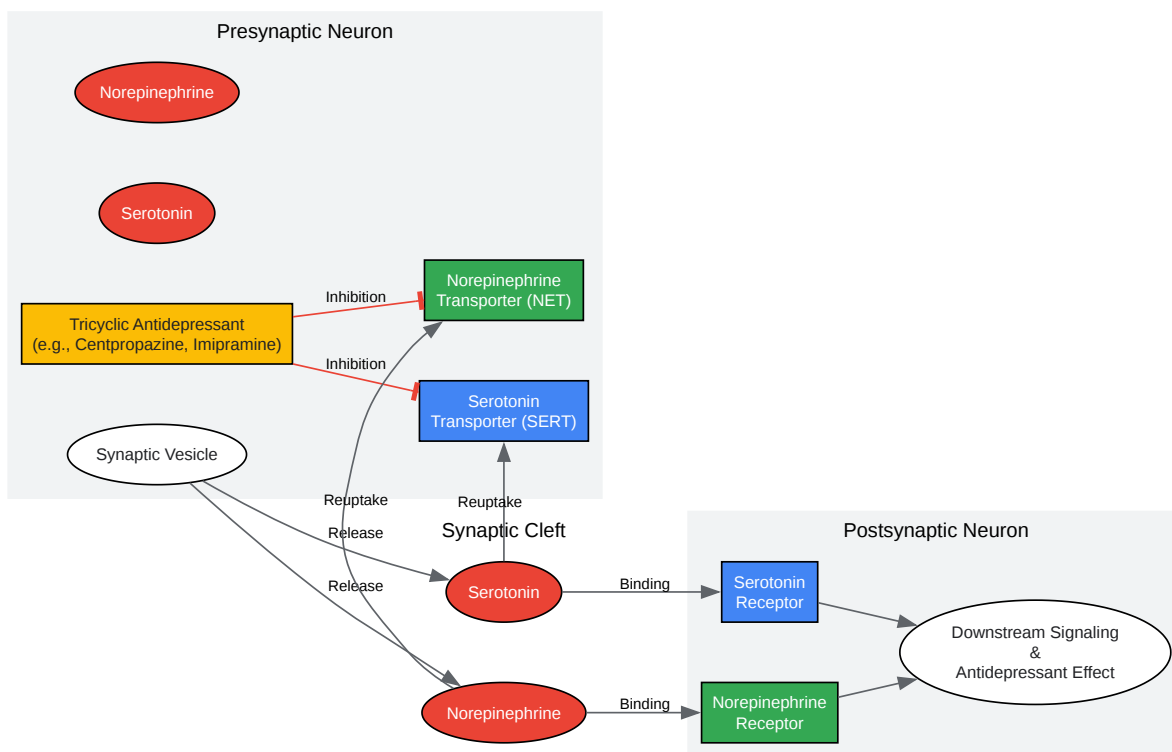 Presynaptic Neuron
Norepinephrine
Serotonin
Norepinephrine
Transporter (NET)
Inhibition
Tricyclic Antidepressant
(e.g., Centpropazine, Imipramine)
Inhibition
Serotonin
Transporter (SERT)
Synaptic Vesicle
Reuptake
Reuptake
Release
Synaptic Cleft
Postsynaptic Neuron
Release
Serotonin
Binding
Serotonin
Receptor
Downstream Signaling
&
Antidepressant Effect
Norepinephrine
Binding
Norepinephrine
Receptor